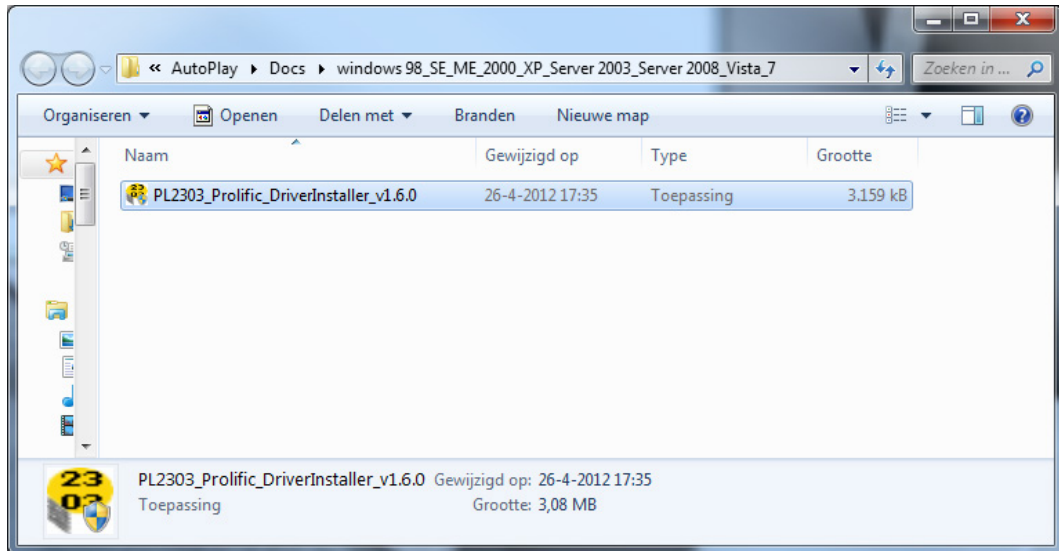 « AutoPlay ▸ Docs ▸ windows 98_SE_ME_2000_XP_Server 2003_Server 2008_Vista_7
Zoeken in ...
Organiseren Openen Delen met Branden Nieuwe map
Naam Gewijzigd op Type Grootte
PL2303_Prolific_DriverInstaller_v1.6.0 26-4-2012 17:35 Toepassing 3.159 kB
PL2303_Prolific_DriverInstaller_v1.6.0 Gewijzigd op: 26-4-2012 17:35
Toepassing Grootte: 3,08 MB
23
03